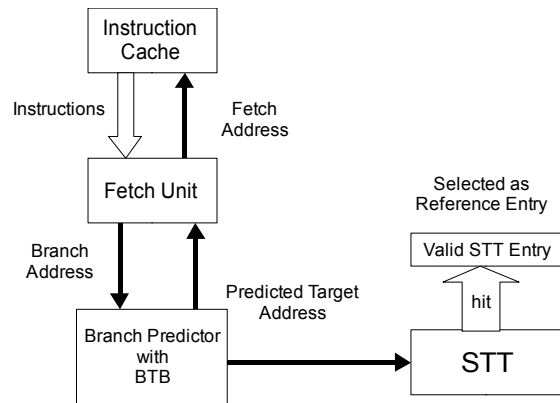 Instruction
Cache
Instructions
Fetch
Address
Fetch Unit
Selected as
Reference Entry
Branch
Address
Valid STT Entry
Predicted Target
Address
hit
Branch Predictor
with
BTB
STT